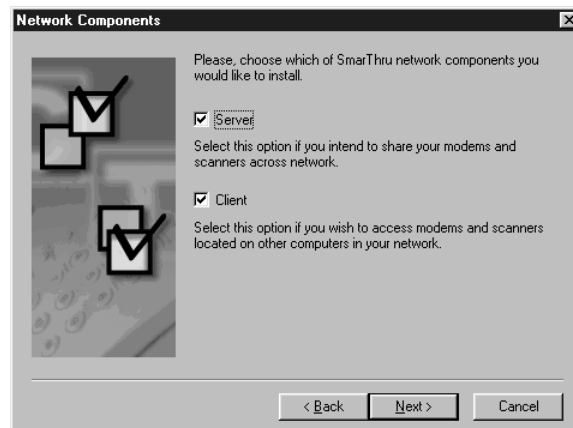 Network Components
Please, choose which of SmarThru network components you
would like to install.
Server
Select this option if you intend to share your modems and
scanners across network.
Client
Select this option if you wish to access modems and scanners
located on other computers in your network.
< Back
Next >
Cancel